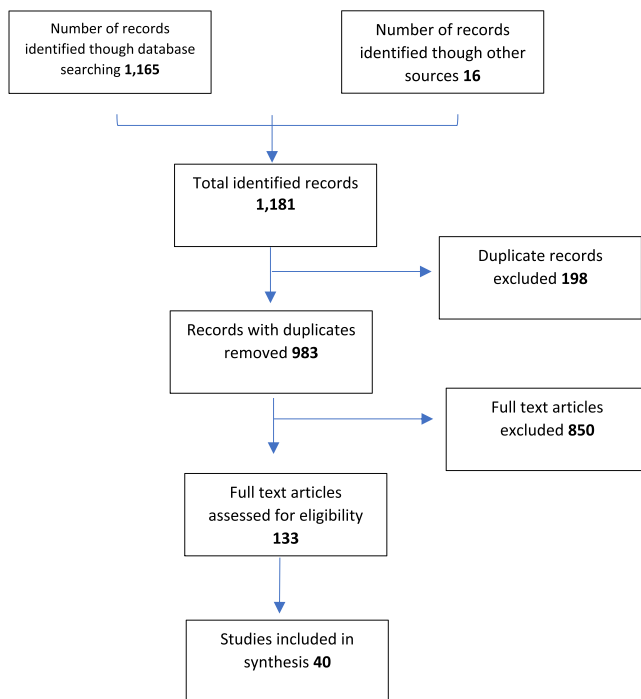 Number of records
identified though database
searching 1,165
Number of records
identified though other
sources 16
Total identified records
1,181
Duplicate records
excluded 198
Records with duplicates
removed 983
Full text articles
excluded 850
Full text articles
assessed for eligibility
133
Studies included in
synthesis 40